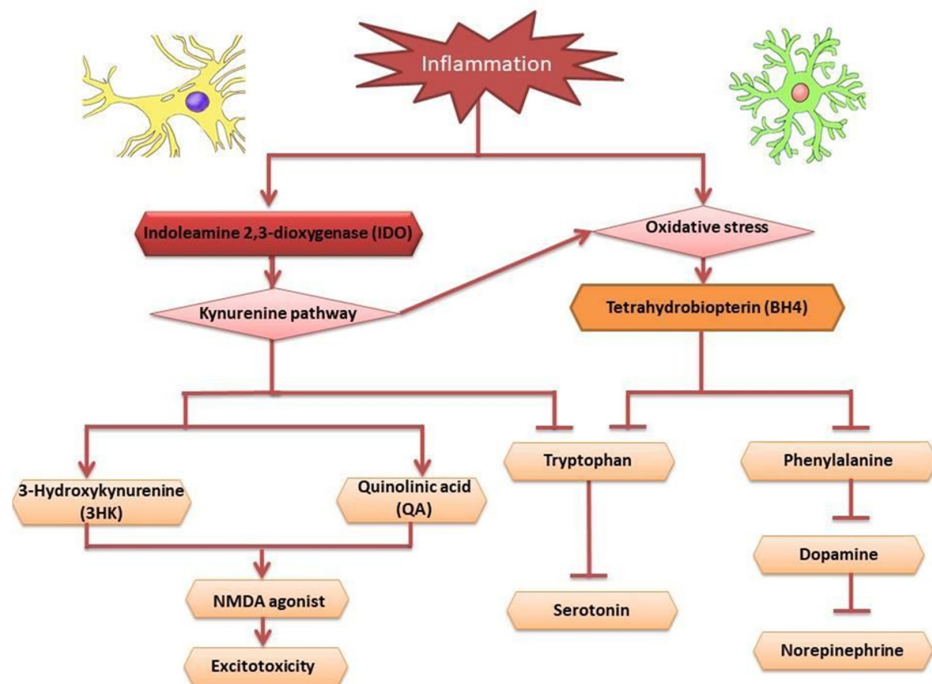 Inflammation
Indoleamine 2,3-dioxygenase (IDO)
Oxidative stress
Kynurenine pathway
Tetrahydrobiopterin (BH4)
3-Hydroxykynurenine
(3HK)
Quinolinic acid
(QA)
Tryptophan
Phenylalanine
NMDA agonist
Serotonin
Dopamine
Excitotoxicity
Norepinephrine